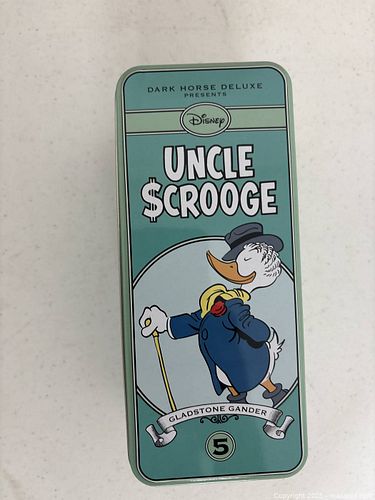 DARK HORSE DELUXE
PRESENTS
Disney
UNCLE
$CROOGE
GLADSTONE GANDER
5